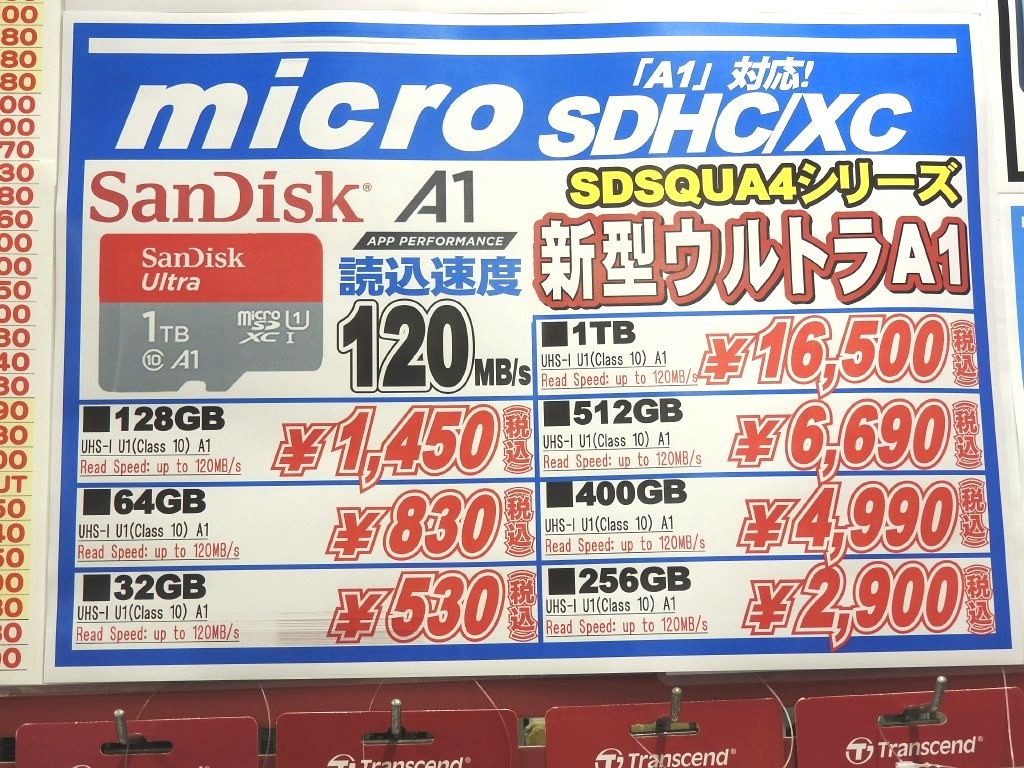 「A1」対応!
micro SDHC/XC
SanDisk® A1
APP PERFORMANCE
SDSQUA4シリーズ
新型ウルトラA1
SanDisk
Ultra
1TB
micro SD XC I U1
10 A1
読込速度
120MB/s
■1TB
UHS-I U1(Class 10) A1
Read Speed: up to 120MB/s
¥16,500 税込
■128GB
UHS-I U1(Class 10) A1
Read Speed: up to 120MB/s
¥1,450 税込
■512GB
UHS-I U1(Class 10) A1
Read Speed: up to 120MB/s
¥6,690 税込
■64GB
UHS-I U1(Class 10) A1
Read Speed: up to 120MB/s
¥830 税込
■400GB
UHS-I U1(Class 10) A1
Read Speed: up to 120MB/s
¥4,990 税込
■32GB
UHS-I U1(Class 10) A1
Read Speed: up to 120MB/s
¥530 税込
■256GB
UHS-I U1(Class 10) A1
Read Speed: up to 120MB/s
¥2,900 税込
Transcend®
Transcend®
Transcend®